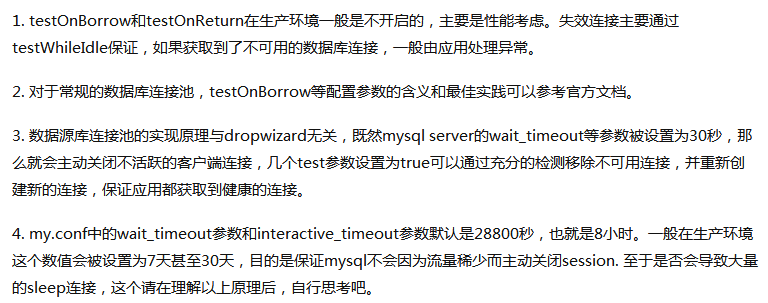 1. testOnBorrow和testOnReturn在生产环境一般是不开启的，主要是性能考虑。失效连接主要通过
testWhileIdle保证，如果获取到了不可用的数据库连接，一般由应用处理异常。
2. 对于常规的数据库连接池，testOnBorrow等配置参数的含义和最佳实践可以参考官方文档。
3. 数据源库连接池的实现原理与dropwizard无关，既然mysql server的wait_timeout等参数被设置为30秒，那
么就会主动关闭不活跃的客户端连接，几个test参数设置为true可以通过充分的检测移除不可用连接，并重新创
建新的连接，保证应用都获取到健康的连接。
4. my.conf中的wait_timeout参数和interactive_timeout参数默认是28800秒，也就是8小时。一般在生产环境
这个数值会被设置为7天甚至30天，目的是保证mysql不会因为流量稀少而主动关闭session. 至于是否会导致大量
的sleep连接，这个请在理解以上原理后，自行思考吧。